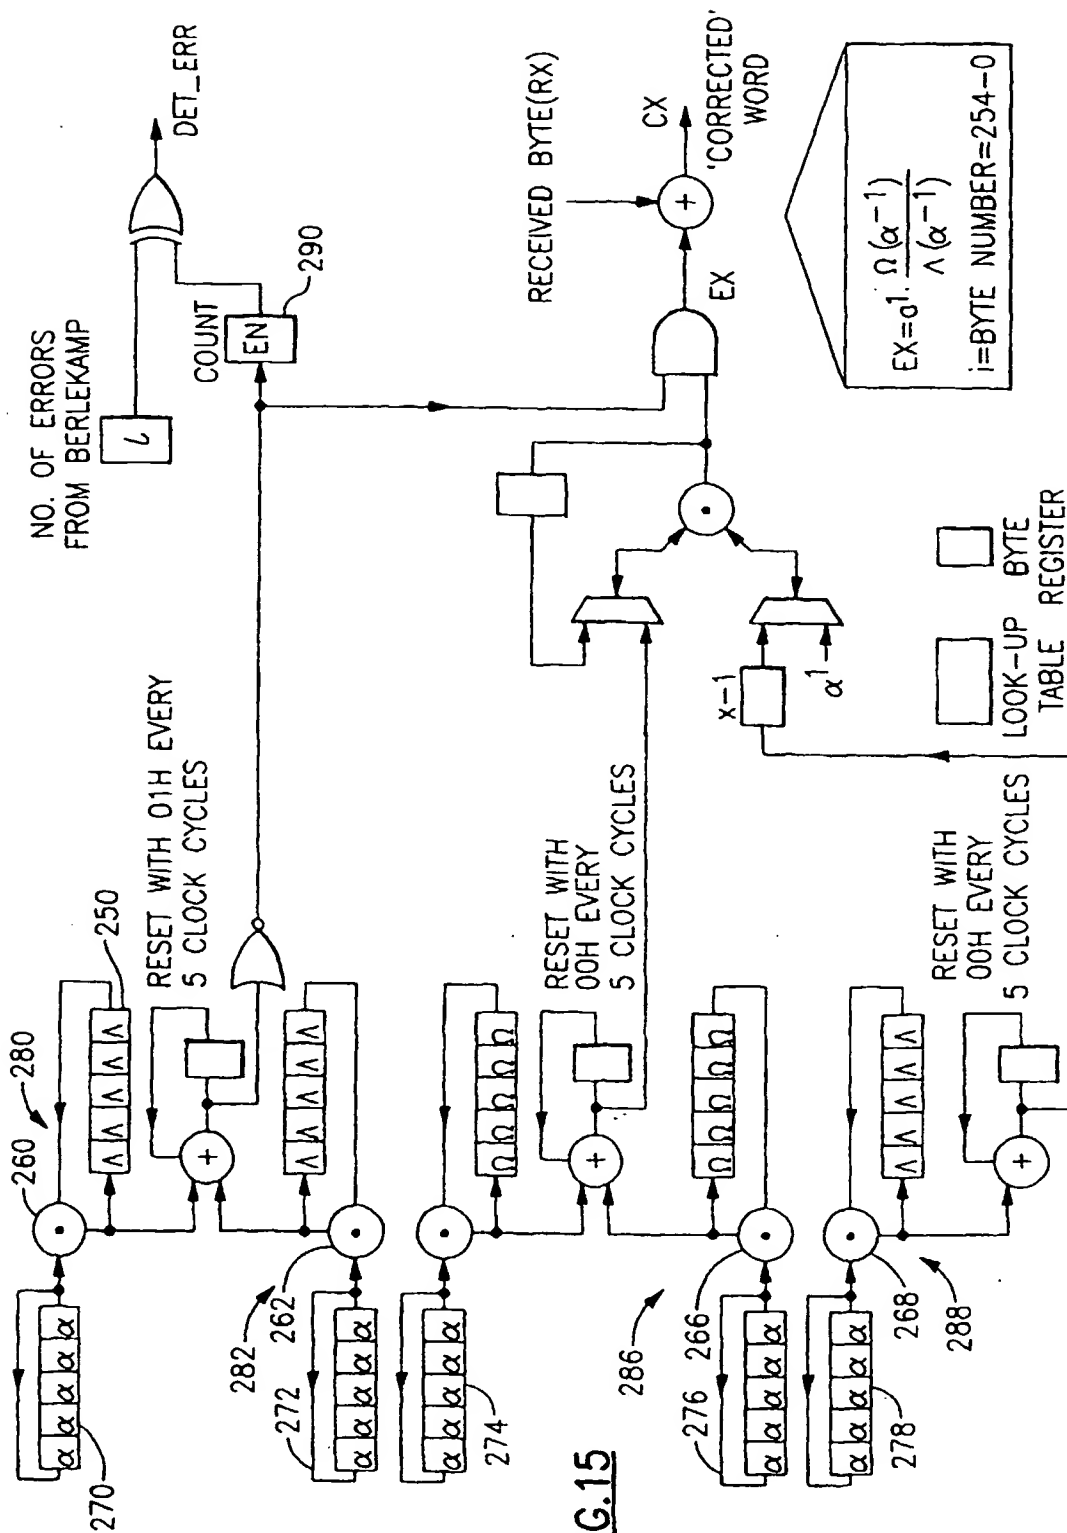 NO. OF ERRORS
FROM BERLEKAMP
l
COUNT
EN
290
DET_ERR
RECEIVED BYTE(RX)
EX
CX
'CORRECTED'
WORD
EX=a¹. Ω(α⁻¹)
Λ(α⁻¹)
i=BYTE NUMBER=254-0
260
280
250
Λ Λ Λ Λ Λ
RESET WITH 01H EVERY
5 CLOCK CYCLES
+
α α α α α
270
Λ Λ Λ Λ Λ
282
262
272
α α α α α
Ω Ω Ω Ω Ω
RESET WITH
00H EVERY
5 CLOCK CYCLES
+
α α α α α
274
Ω Ω Ω Ω Ω
286
266
276
α α α α α
Λ Λ Λ Λ Λ
268
288
α α α α α
278
RESET WITH
00H EVERY
5 CLOCK CYCLES
+
x-1
α¹
+
LOOK-UP
TABLE
BYTE
REGISTER
G.15